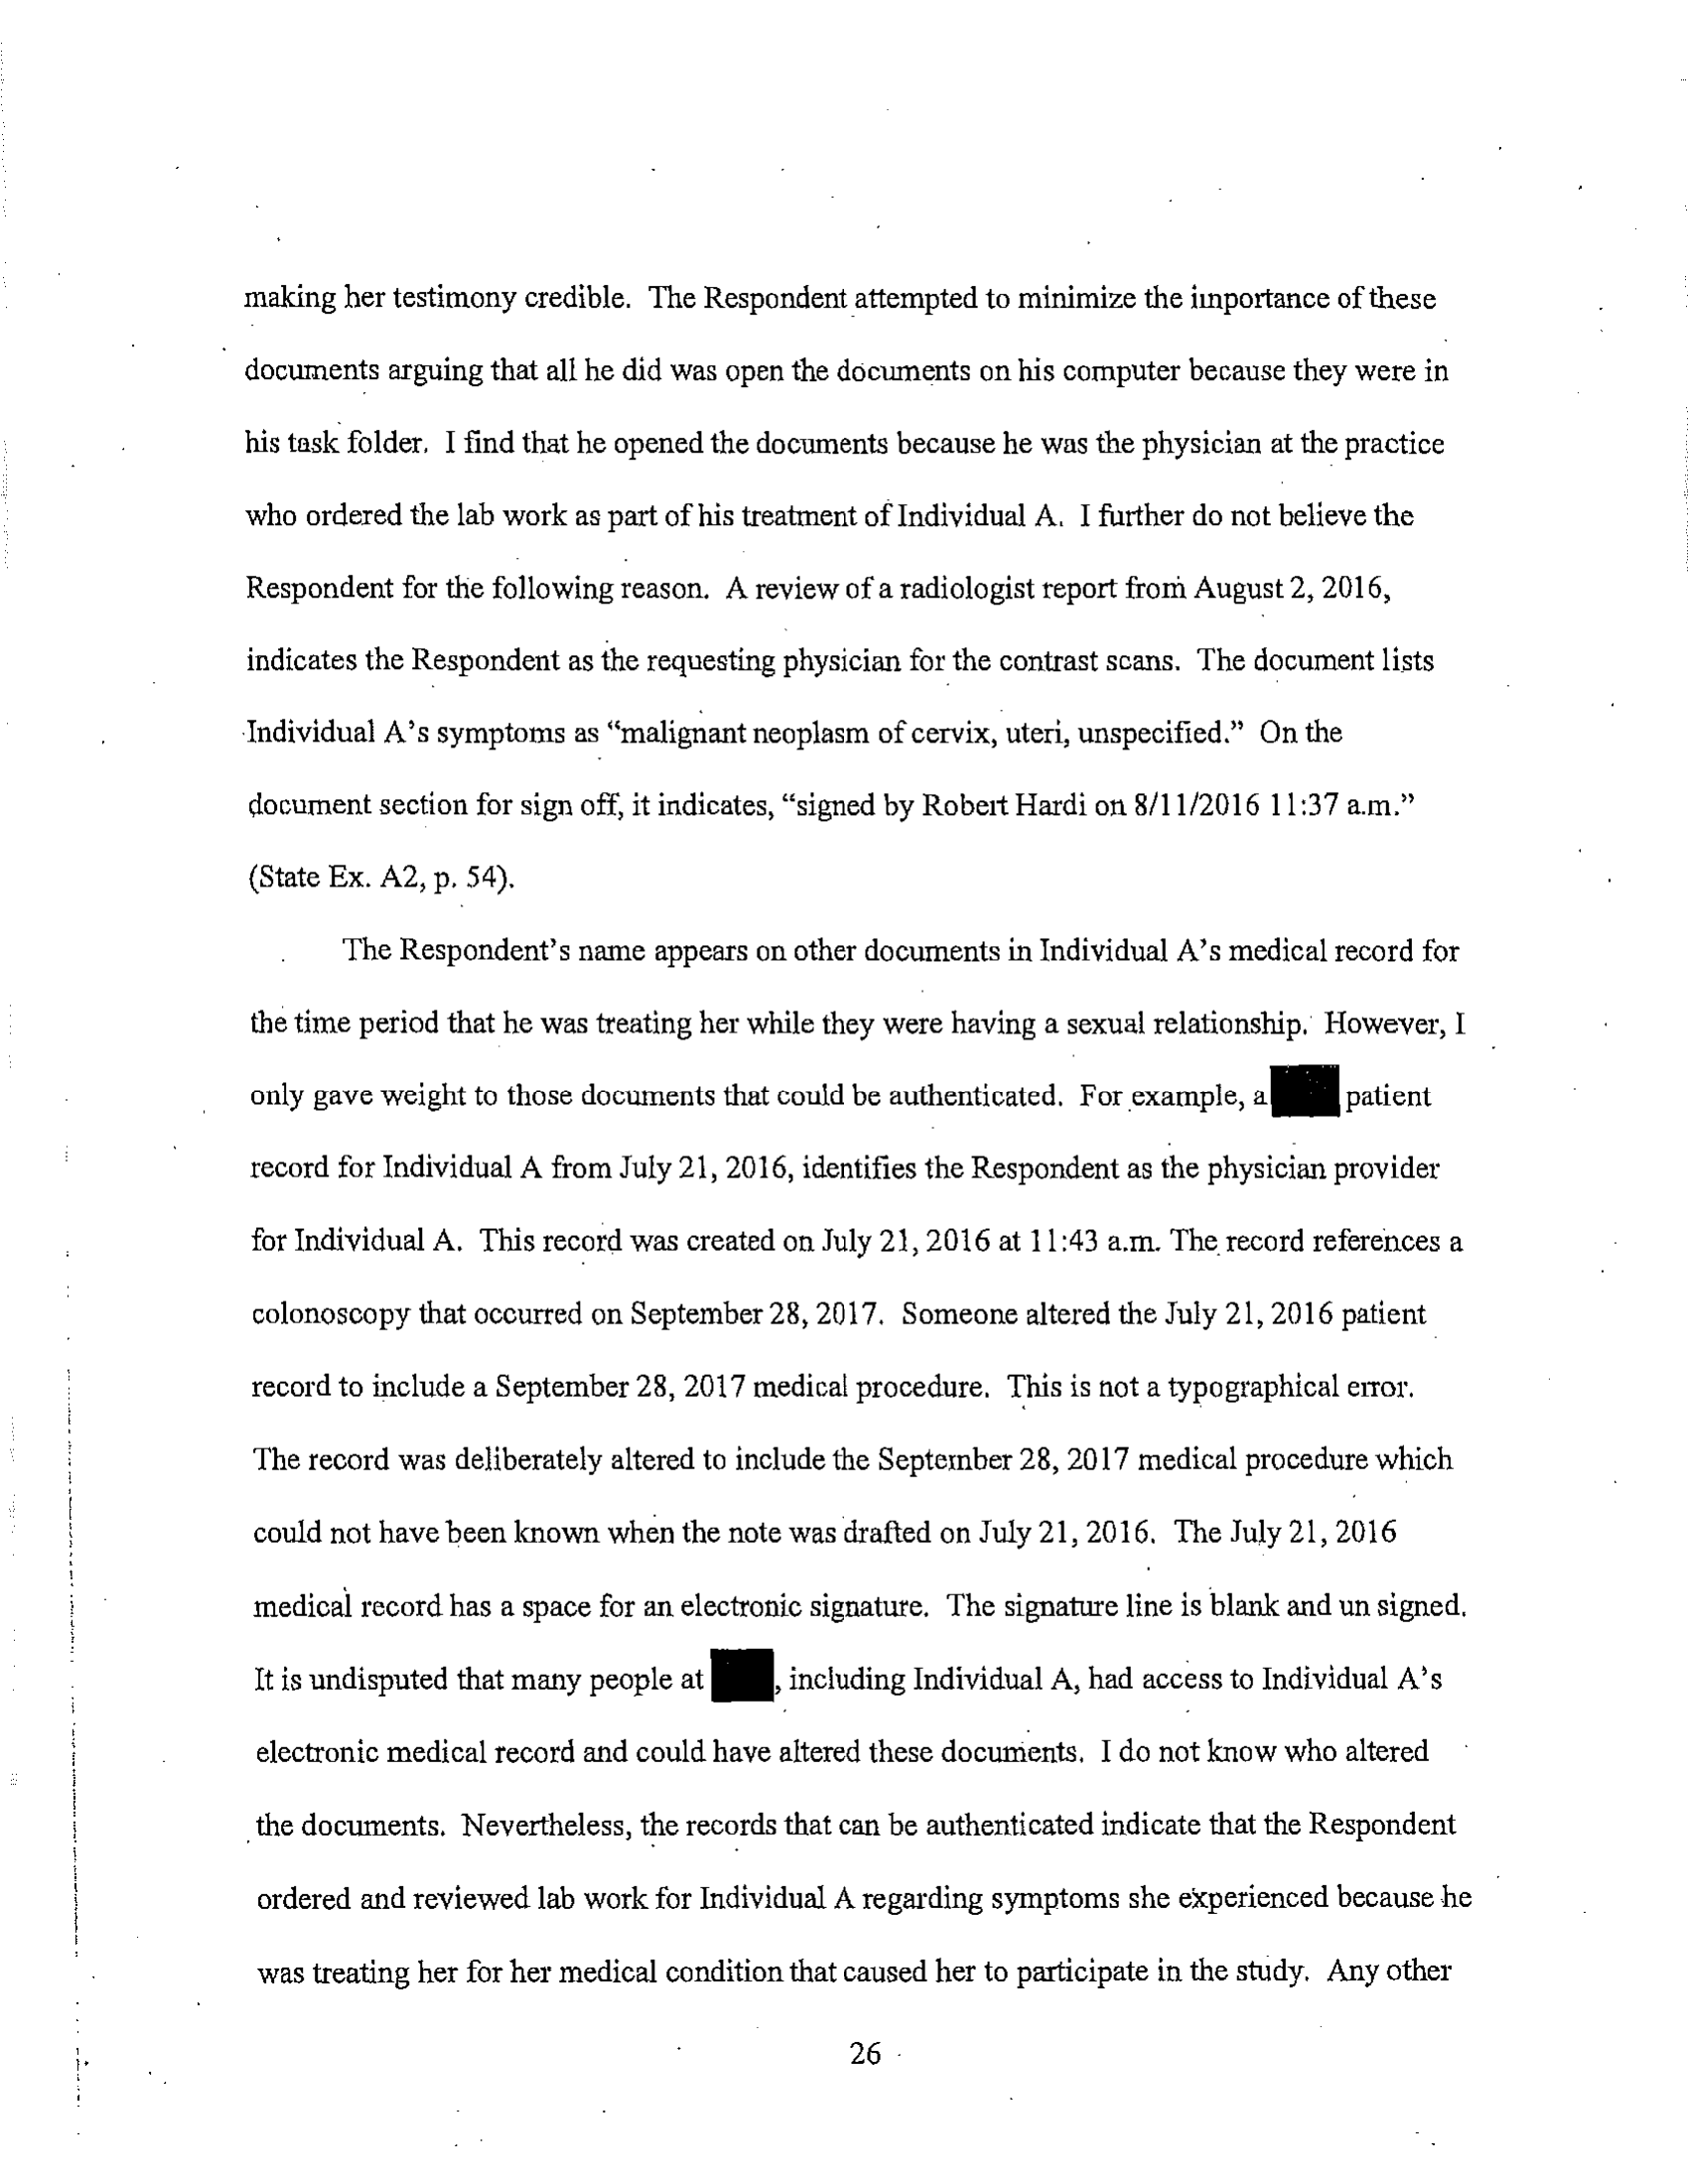 making her testimony credible. The Respondent attempted to minimize the importance of these
documents arguing that all he did was open the documents on his computer because they were in
his task folder. I find that he opened the documents because he was the physician at the practice
who ordered the lab work as part of his treatment of Individual A. I further do not believe the
Respondent for the following reason. A review of a radiologist report from August 2, 2016,
indicates the Respondent as the requesting physician for the contrast scans. The document lists
Individual A's symptoms as “malignant neoplasm of cervix, uteri, unspecified.” On the
document section for sign off, it indicates, “signed by Robert Hardi on 8/11/2016 11:37 a.m.”
(State Ex. A2, p. 54).
The Respondent's name appears on other documents in Individual A's medical record for
the time period that he was treating her while they were having a sexual relationship. However, I
only gave weight to those documents that could be authenticated. For example, a patient
record for Individual A from July 21, 2016, identifies the Respondent as the physician provider
for Individual A. This record was created on July 21, 2016 at 11:43 a.m. The record references a
colonoscopy that occurred on September 28, 2017. Someone altered the July 21, 2016 patient
record to include a September 28, 2017 medical procedure. This is not a typographical error.
The record was deliberately altered to include the September 28, 2017 medical procedure which
could not have been known when the note was drafted on July 21, 2016. The July 21, 2016
medical record has a space for an electronic signature. The signature line is blank and un signed.
It is undisputed that many people at , including Individual A, had access to Individual A's
electronic medical record and could have altered these documents. I do not know who altered
the documents. Nevertheless, the records that can be authenticated indicate that the Respondent
ordered and reviewed lab work for Individual A regarding symptoms she experienced because he
was treating her for her medical condition that caused her to participate in the study. Any other
26